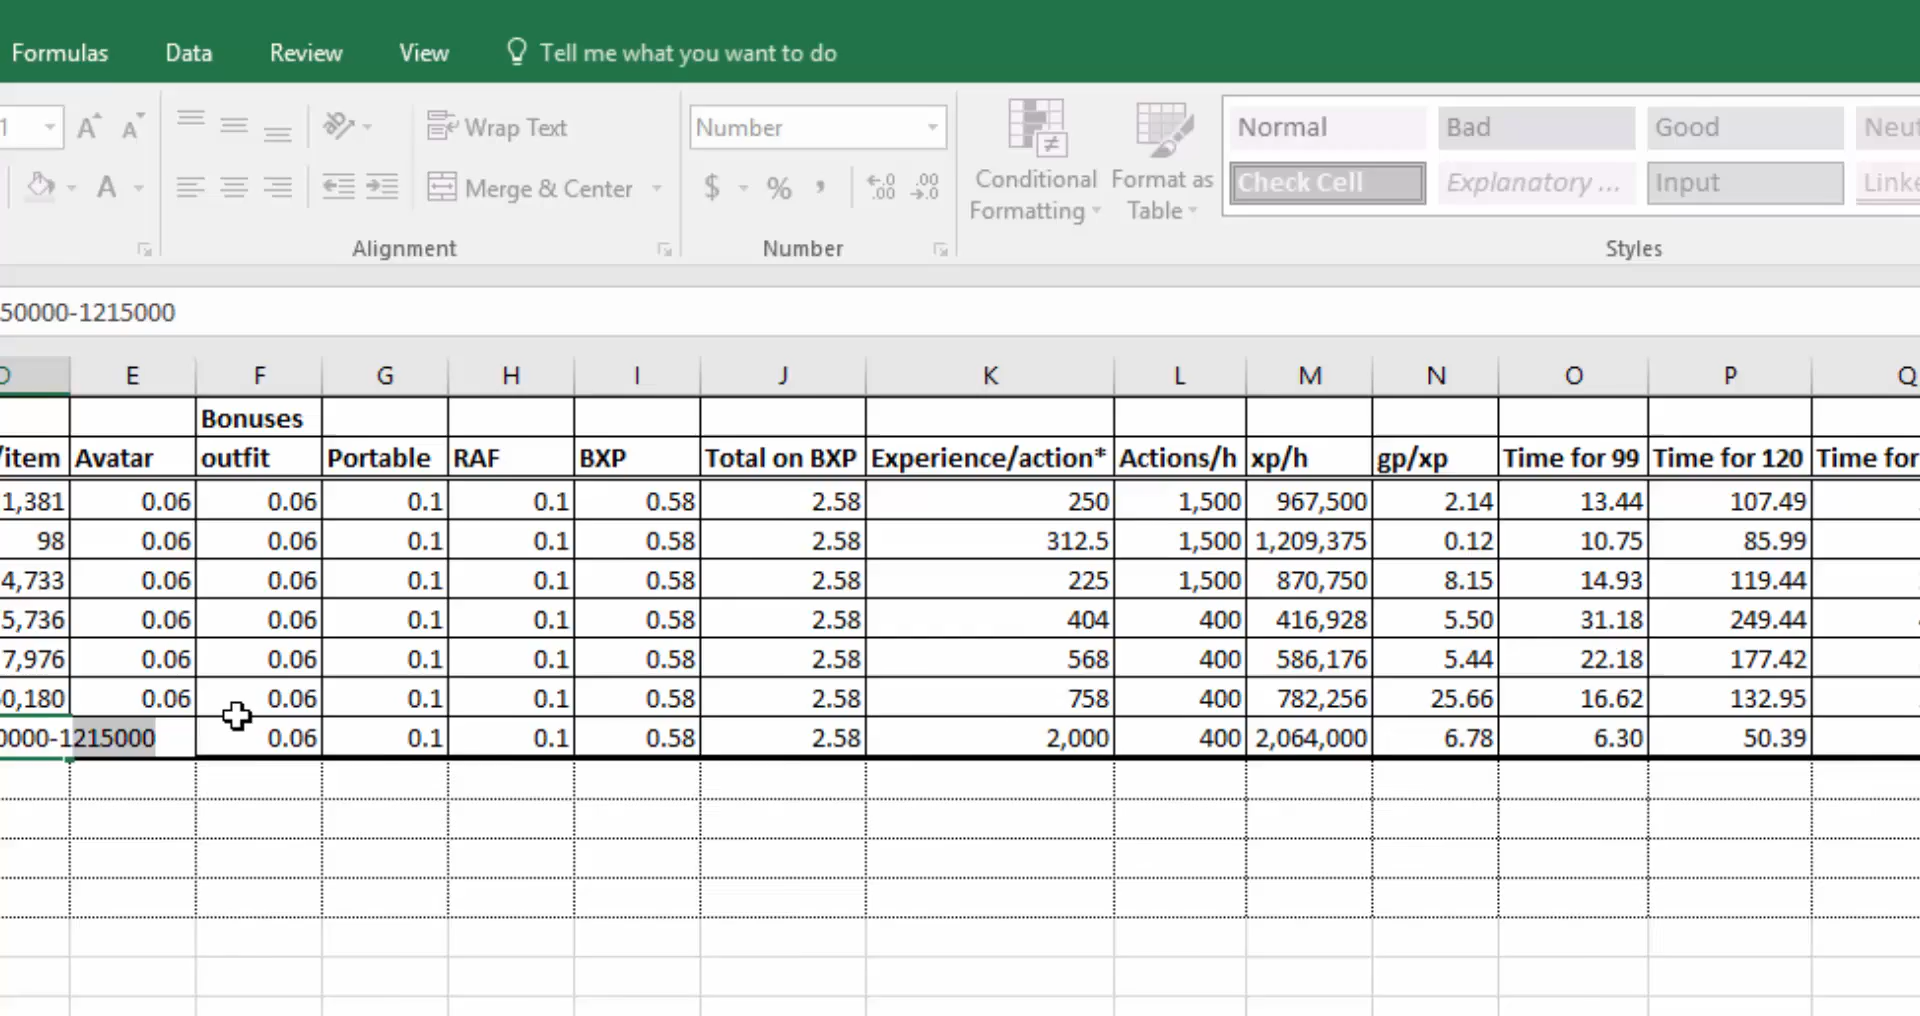 Formulas Data Review View Tell me what you want to do
1 A A Wrap Text Number Normal Bad Good Neut
A Merge & Center $ % , Conditional Formatting Format as Table Check Cell Explanatory ... Input Linke
Alignment Number Styles
50000-1215000
D E F G H I J K L M N O P Q
Bonuses
/item Avatar outfit Portable RAF BXP Total on BXP Experience/action* Actions/h xp/h gp/xp Time for 99 Time for 120 Time for
1,381 0.06 0.06 0.1 0.1 0.58 2.58 250 1,500 967,500 2.14 13.44 107.49
98 0.06 0.06 0.1 0.1 0.58 2.58 312.5 1,500 1,209,375 0.12 10.75 85.99
4,733 0.06 0.06 0.1 0.1 0.58 2.58 225 1,500 870,750 8.15 14.93 119.44
5,736 0.06 0.06 0.1 0.1 0.58 2.58 404 400 416,928 5.50 31.18 249.44
7,976 0.06 0.06 0.1 0.1 0.58 2.58 568 400 586,176 5.44 22.18 177.42
0,180 0.06 0.06 0.1 0.1 0.58 2.58 758 400 782,256 25.66 16.62 132.95
0000-1215000 0.06 0.1 0.1 0.58 2.58 2,000 400 2,064,000 6.78 6.30 50.39